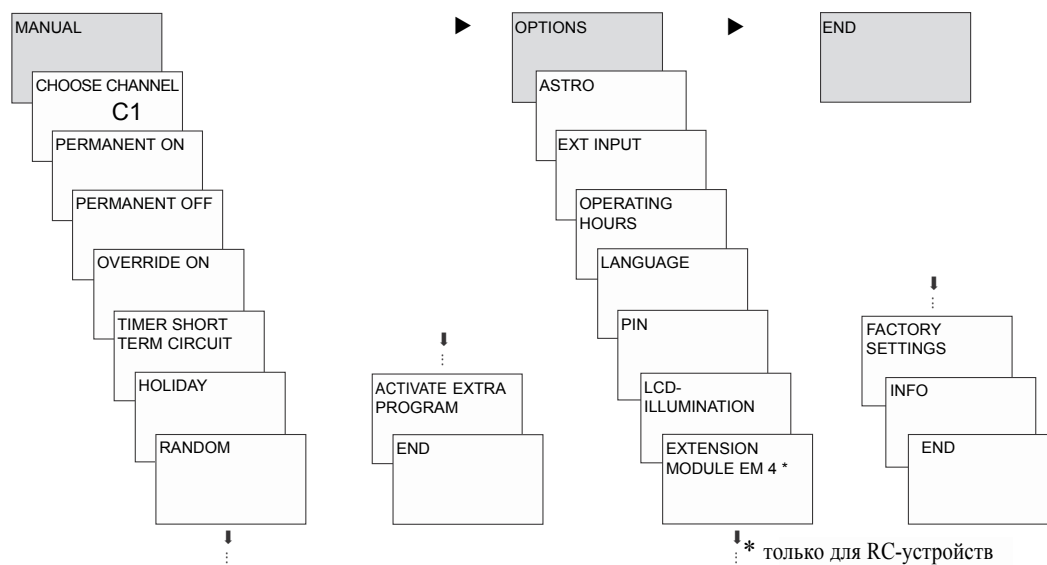 MANUAL
CHOOSE CHANNEL
C1
PERMANENT ON
PERMANENT OFF
OVERRIDE ON
TIMER SHORT
TERM CIRCUIT
HOLIDAY
RANDOM
ACTIVATE EXTRA
PROGRAM
END
OPTIONS
ASTRO
EXT INPUT
OPERATING
HOURS
LANGUAGE
PIN
LCD-
ILLUMINATION
EXTENSION
MODULE EM 4 *
FACTORY
SETTINGS
INFO
END
END
* только для RC-устройств